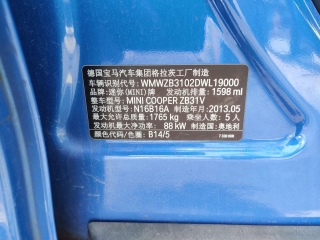 德国宝马汽车集团格拉茨工厂制造
车辆识别代号: WMWZB3102DWL19000
品牌: 迷你(MINI)牌 发动机排量: 1598 ml
整车型号: MINI COOPER ZB31V
发动机型号: N16B16A 制造年月: 2013.05
最大允许总质量: 1765 kg 乘坐人数: 5 人
发动机最大净功率: 88 kW 制造国: 奥地利
颜色代码/颜色: B14/5